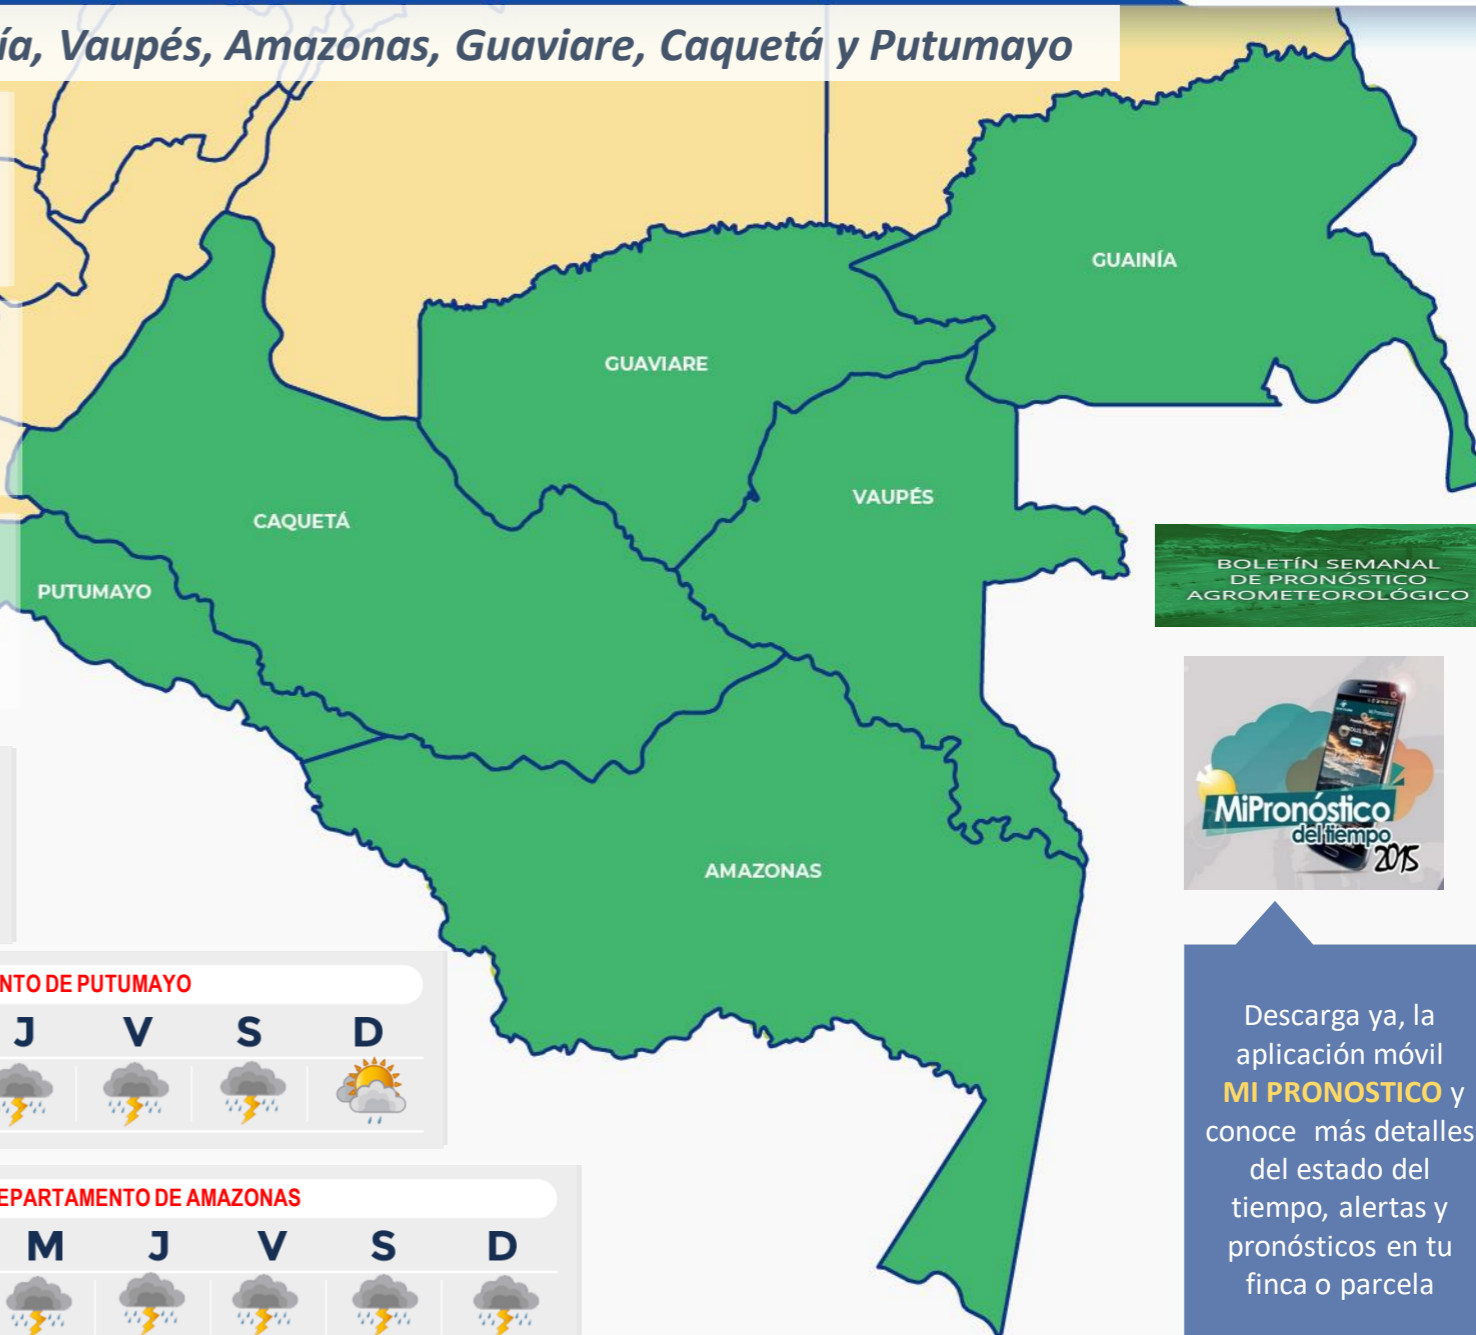 ía, Vaupés, Amazonas, Guaviare, Caquetá y Putumayo
GUAINÍA
GUAVIARE
VAUPÉS
CAQUETÁ
PUTUMAYO
AMAZONAS
BOLETÍN SEMANAL
DE PRONÓSTICO
AGROMETEOROLÓGICO
MiPronóstico
del tiempo
2015
NTO DE PUTUMAYO
J V S D
EPARTAMENTO DE AMAZONAS
M J V S D
Descarga ya, la
aplicación móvil
MI PRONOSTICO y
conoce más detalles
del estado del
tiempo, alertas y
pronósticos en tu
finca o parcela